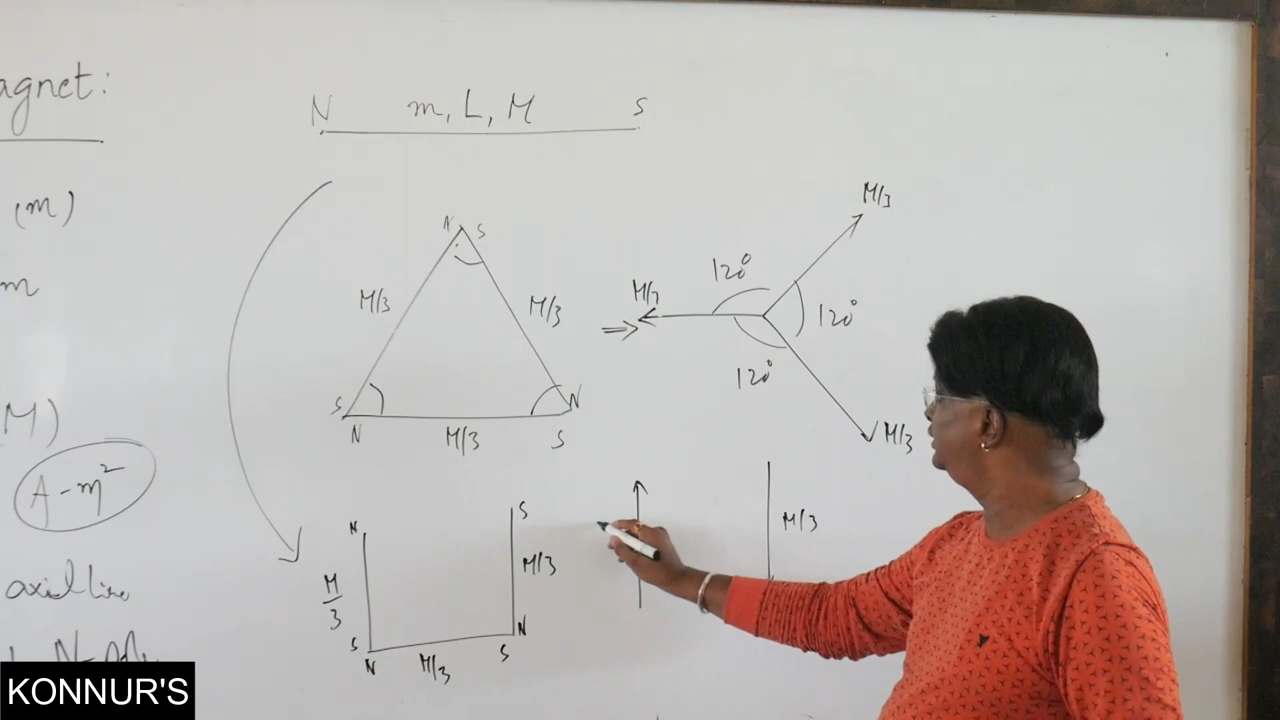 agnet:
(m)
m
(M)
A-m²
axial line
N m, L, M S
N S
M/3 M/3
S N
N M/3 S
M/3
120°
M/3
120°
120°
M/3
N S
M/3 M/3
S N
N M/3 S
M/3
KONNUR'S